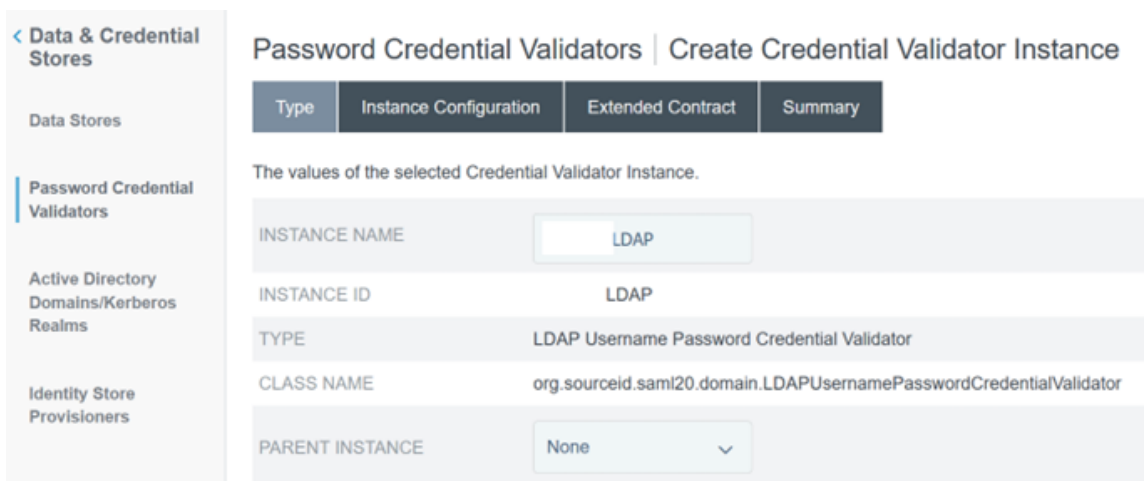 Data & Credential
Stores
Data Stores
Password Credential
Validators
Active Directory
Domains/Kerberos
Realms
Identity Store
Provisioners
Password Credential Validators | Create Credential Validator Instance
Type
Instance Configuration
Extended Contract
Summary
The values of the selected Credential Validator Instance.
INSTANCE NAME
LDAP
INSTANCE ID
LDAP
TYPE
LDAP Username Password Credential Validator
CLASS NAME
org.sourceid.saml20.domain.LDAPUsernamePasswordCredentialValidator
PARENT INSTANCE
None